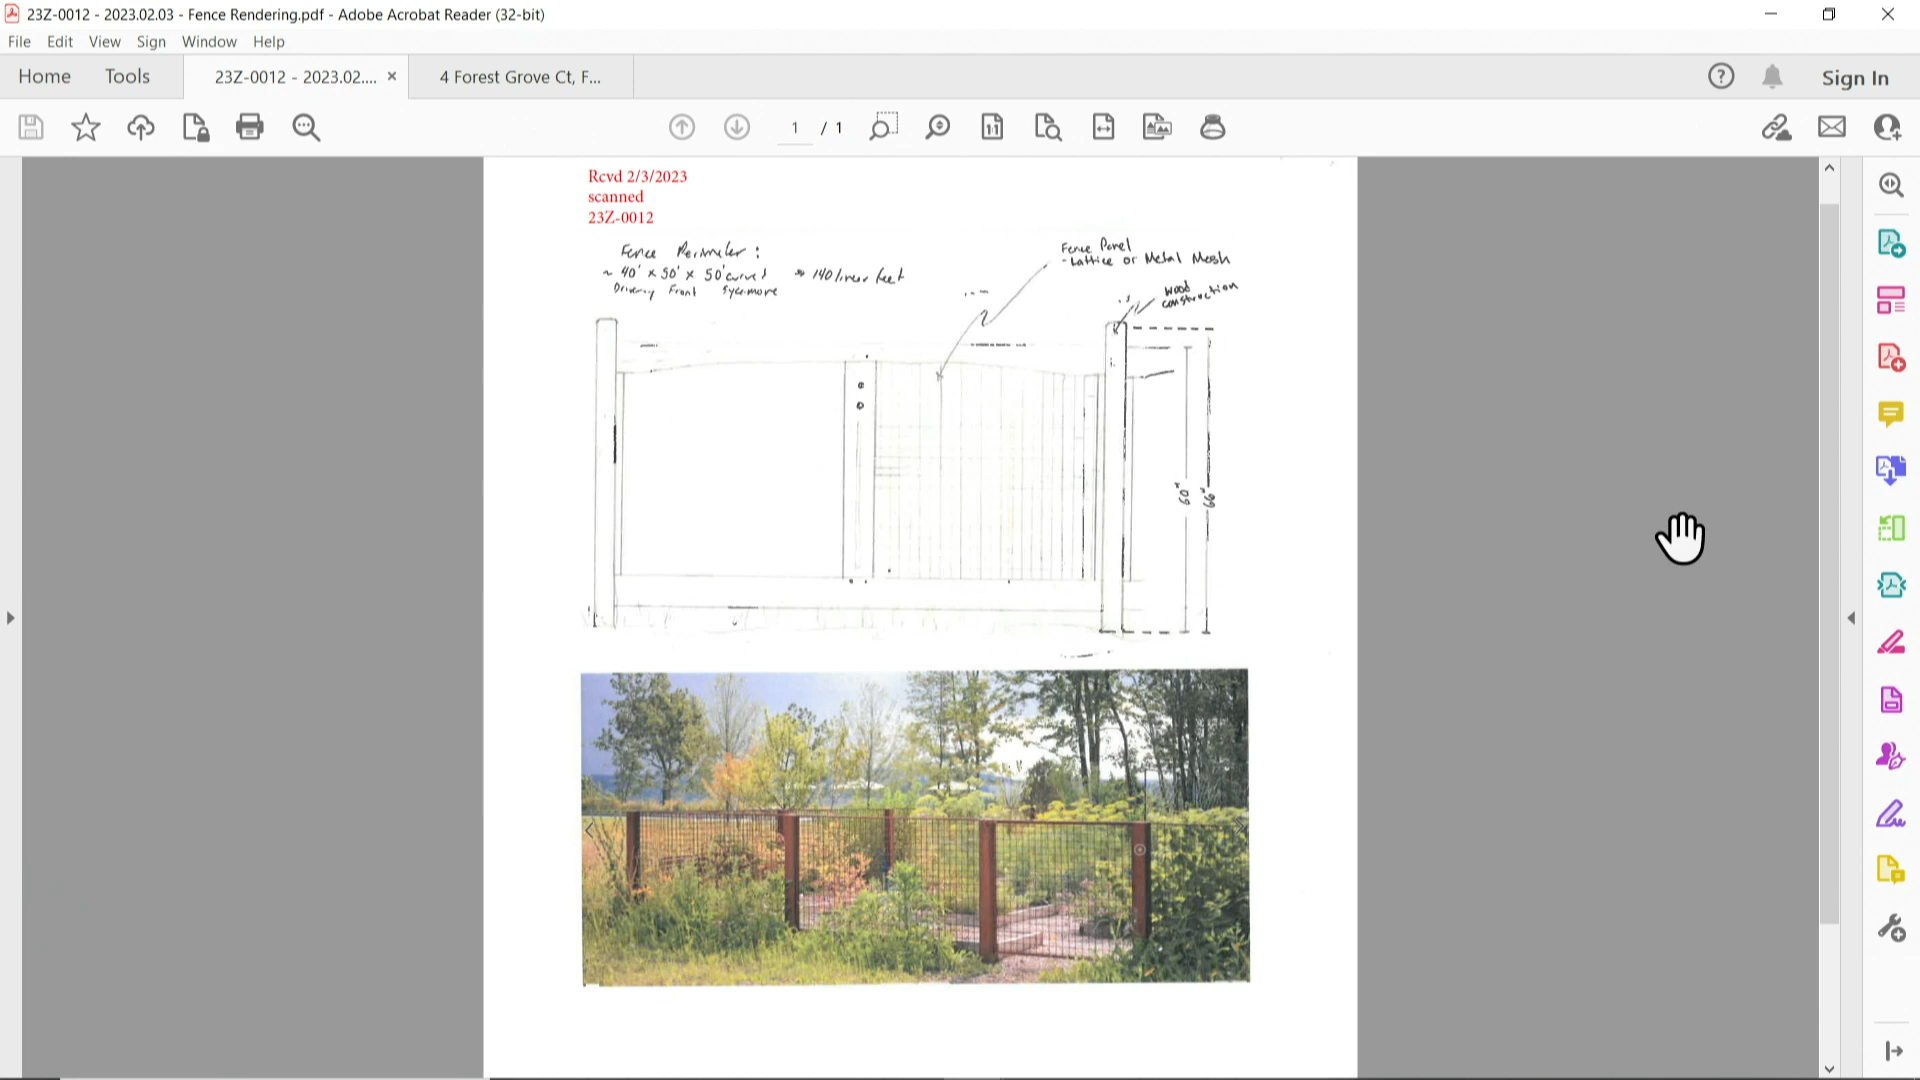 23Z-0012 - 2023.02.03 - Fence Rendering.pdf - Adobe Acrobat Reader (32-bit)
File Edit View Sign Window Help
Home Tools 23Z-0012 - 2023.02.... × 4 Forest Grove Ct, F... Sign In
1 / 1
Rcvd 2/3/2023
scanned
23Z-0012
Fence Perimeter :
~ 40' x 50' x 50' curved 140 linear feet
Driveway Front Sycamore
Fence Panel
- Lattice or Metal Mesh
Wood
construction
60"
66"